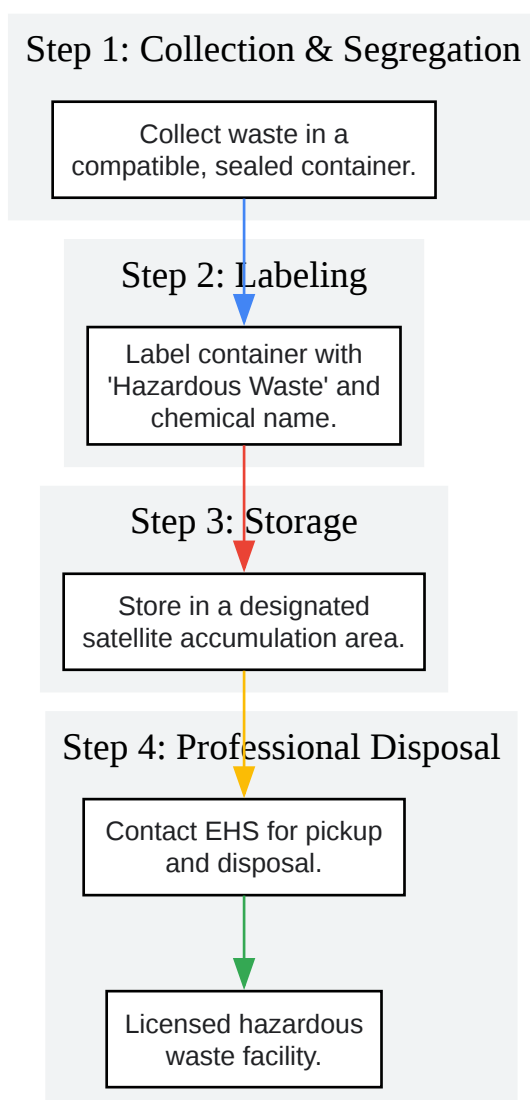 Step 1: Collection & Segregation
Collect waste in a
compatible, sealed container.
Step 2: Labeling
Label container with
'Hazardous Waste' and
chemical name.
Step 3: Storage
Store in a designated
satellite accumulation area.
Step 4: Professional Disposal
Contact EHS for pickup
and disposal.
Licensed hazardous
waste facility.